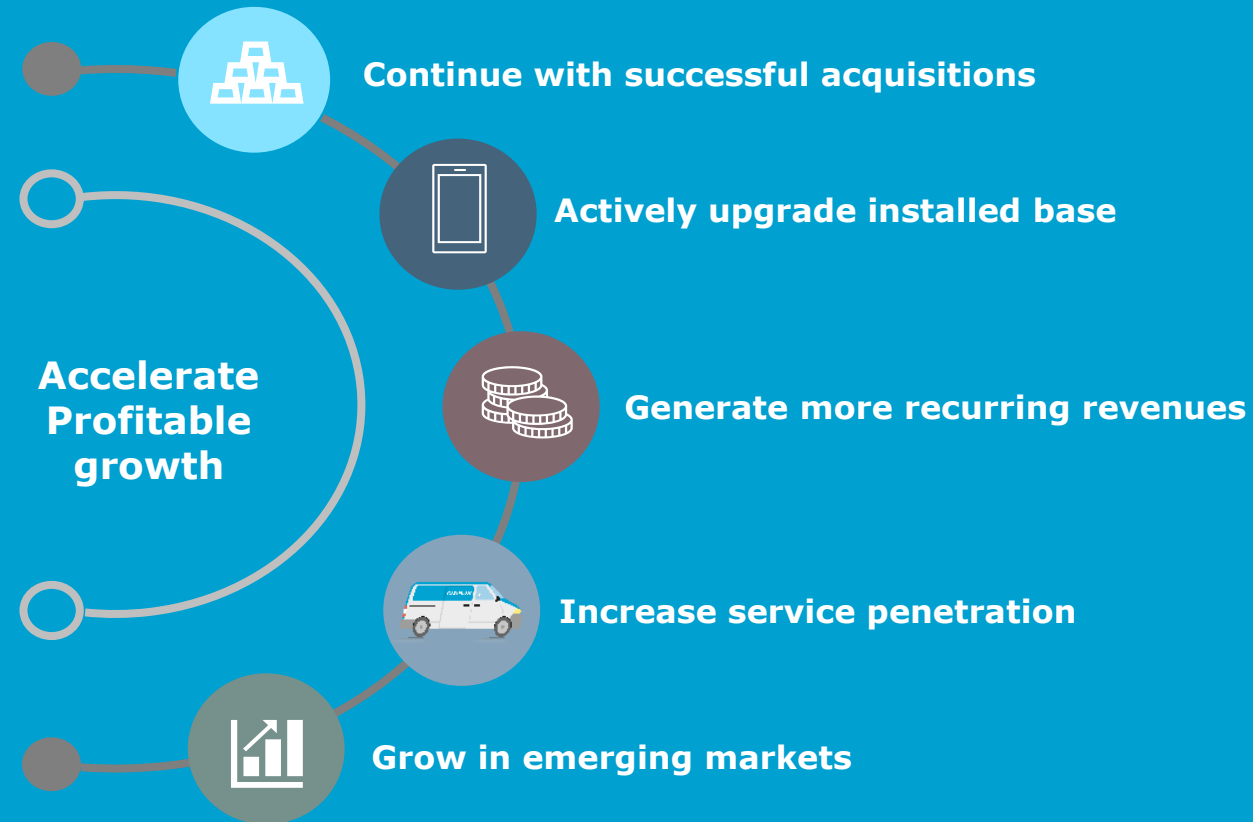 Continue with successful acquisitions
Actively upgrade installed base
Accelerate
Profitable
growth
Generate more recurring revenues
Increase service penetration
Grow in emerging markets